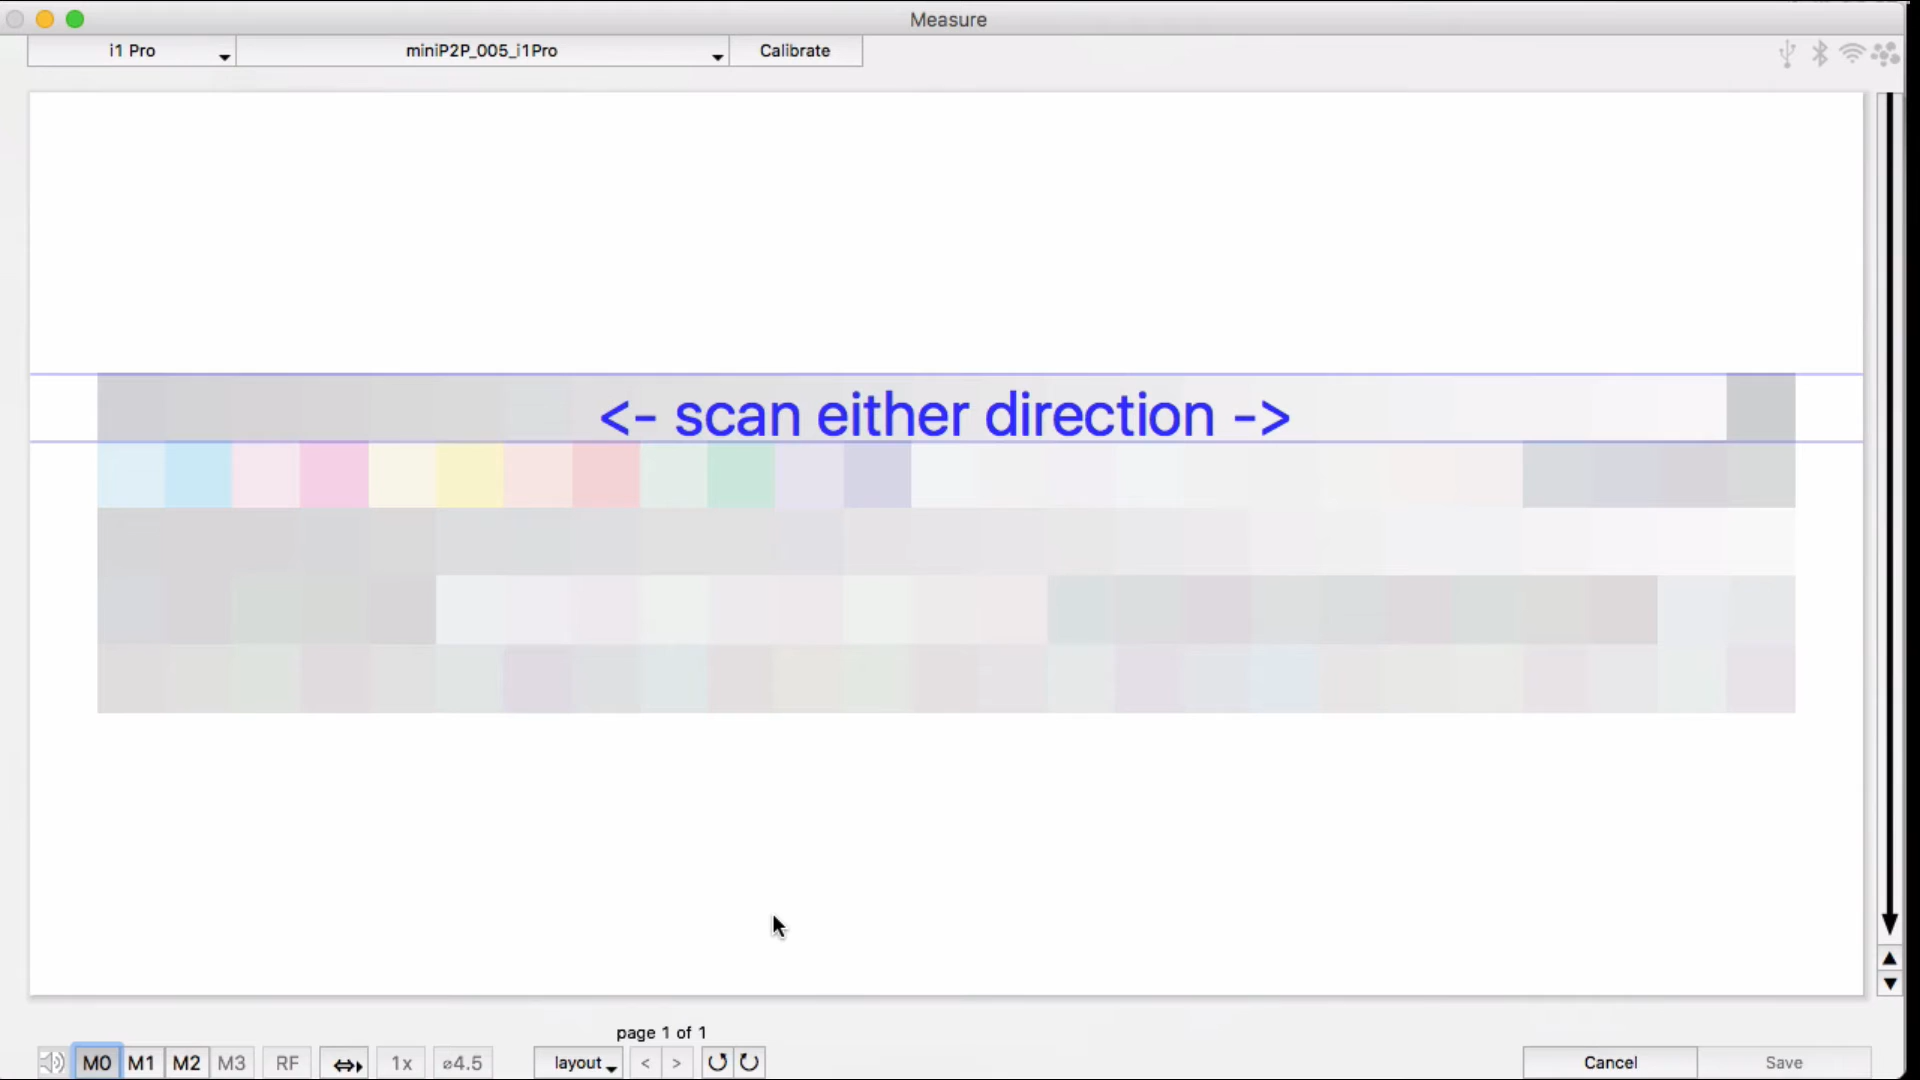 Measure
i1 Pro
miniP2P_005_i1Pro
Calibrate
<- scan either direction ->
page 1 of 1
M0 M1 M2 M3 RF 1x ⌀4.5 layout < > Cancel Save